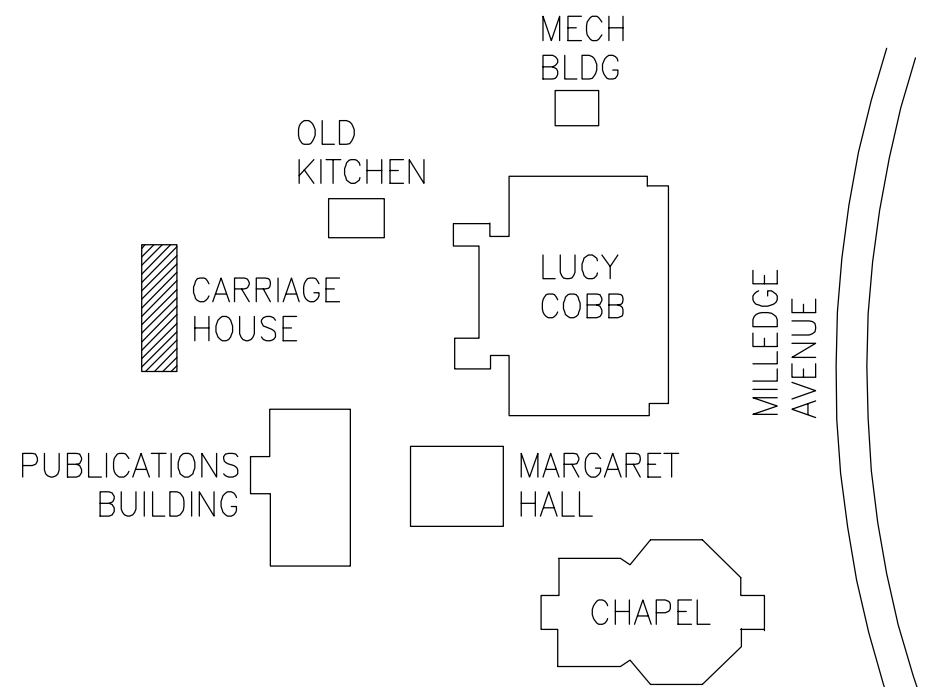 MECH
BLDG
OLD
KITCHEN
LUCY
COBB
CARRIAGE
HOUSE
MILLEDGE
AVENUE
PUBLICATIONS
BUILDING
MARGARET
HALL
CHAPEL